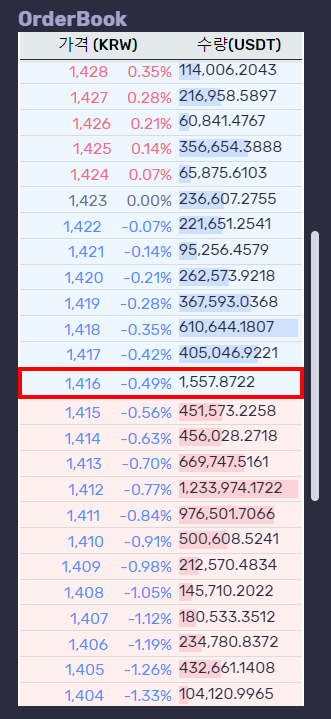 OrderBook
가격 (KRW) 수량(USDT)
1,428 0.35% 114,006.2043
1,427 0.28% 216,958.5897
1,426 0.21% 60,841.4767
1,425 0.14% 356,654.3888
1,424 0.07% 65,875.6103
1,423 0.00% 236,607.2755
1,422 -0.07% 221,651.2541
1,421 -0.14% 95,256.4579
1,420 -0.21% 262,573.9218
1,419 -0.28% 367,593.0368
1,418 -0.35% 610,644.1807
1,417 -0.42% 405,046.9221
1,416 -0.49% 1,557.8722
1,415 -0.56% 451,573.2258
1,414 -0.63% 456,028.2718
1,413 -0.70% 669,747.5161
1,412 -0.77% 1,233,974.1722
1,411 -0.84% 976,501.7066
1,410 -0.91% 500,608.5241
1,409 -0.98% 212,570.4834
1,408 -1.05% 145,710.2022
1,407 -1.12% 180,533.3512
1,406 -1.19% 234,780.8372
1,405 -1.26% 432,661.1408
1,404 -1.33% 104,120.9965